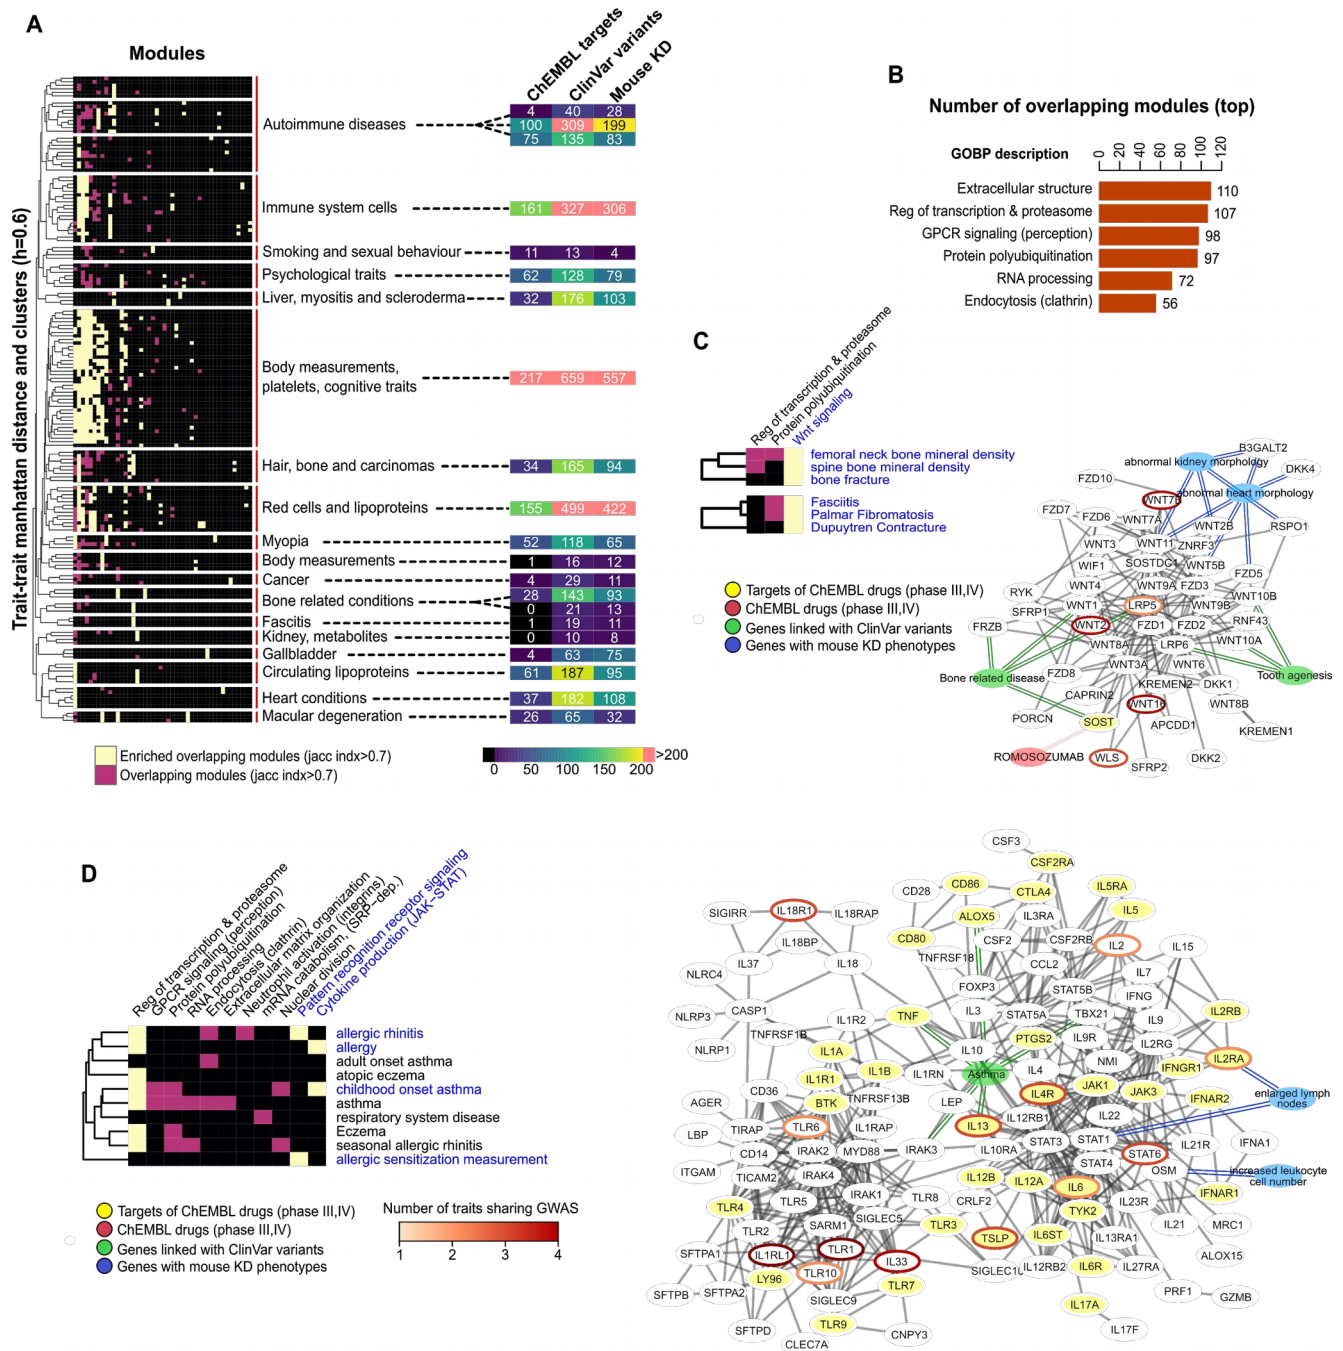 A
Modules
ChEMBL targets
ClinVar variants
Mouse KD
Trait-trait manhattan distance and clusters (h=0.6)
Autoimmune diseases
4 40 28
100 309 199
75 135 83
Immune system cells
161 327 306
Smoking and sexual behaviour
11 13 4
Psychological traits
62 128 79
Liver, myositis and scleroderma
32 176 103
Body measurements,
platelets, cognitive traits
217 659 557
Hair, bone and carcinomas
34 165 94
Red cells and lipoproteins
155 499 422
Myopia
52 118 65
Body measurements
1 16 12
Cancer
4 29 11
Bone related conditions
28 143 93
0 21 13
Fascitis
1 19 11
Kidney, metabolites
0 10 8
Gallbladder
4 63 75
Circulating lipoproteins
61 187 95
Heart conditions
37 182 108
Macular degeneration
26 65 32
Enriched overlapping modules (jacc indx>0.7)
Overlapping modules (jacc indx>0.7)
0 50 100 150 200
>200
B
Number of overlapping modules (top)
GOBP description
0 20 40 60 80 100 120
Extracellular structure 110
Reg of transcription & proteasome 107
GPCR signaling (perception) 98
Protein polyubiquitination 97
RNA processing 72
Endocytosis (clathrin) 56
C
Reg of transcription & proteasome
Protein polyubiquitination
Wnt signaling
femoral neck bone mineral density
spine bone mineral density
bone fracture
Fasciitis
Palmar Fibromatosis
Dupuytren Contracture
Targets of ChEMBL drugs (phase III,IV)
ChEMBL drugs (phase III,IV)
Genes linked with ClinVar variants
Genes with mouse KD phenotypes
B3GALT2
abnormal kidney morphology
DKK4
FZD10
abnormal heart morphology
FZD7
FZD6
WNT7A
WNT2B
RSPO1
WNT3
WNT11
ZNRF3
WIF1
SOSTDC1
WNT5B
FZD5
RYK
WNT4
WNT9A
FZD3
WNT10B
SFRP1
WNT1
LRP5
WNT9B
RNF43
FRZB
WNT2
FZD1
FZD2
WNT10A
WNT8A
LRP6
Bone related disease
FZD8
WNT3A
WNT6
Tooth agenesis
KREMEN2
DKK1
CAPRIN2
WNT16
WNT8B
PORCN
SOST
APCDD1
KREMEN1
ROMOSOZUMAB
WLS
SFRP2
DKK2
D
Reg of transcription & proteasome
GPCR signaling (perception)
Protein polyubiquitination
RNA processing
Endocytosis (clathrin)
Extracellular matrix organization
Neutrophil activation (integrins)
mRNA catabolism, (SRP-dep.)
Nuclear division
Pattern recognition receptor signaling
Cytokine production (JAK-STAT)
allergic rhinitis
allergy
adult onset asthma
atopic eczema
childhood onset asthma
asthma
respiratory system disease
Eczema
seasonal allergic rhinitis
allergic sensitization measurement
Targets of ChEMBL drugs (phase III,IV)
ChEMBL drugs (phase III,IV)
Genes linked with ClinVar variants
Genes with mouse KD phenotypes
Number of traits sharing GWAS
1 2 3 4
CSF3
CSF2RA
CD28
CD86
CTLA4
IL5RA
SIGIRR
IL18R1
IL18RAP
ALOX5
IL3RA
IL5
IL18BP
CD80
CSF2
CSF2RB
IL2
IL15
NLRC4
IL37
IL18
TNFRSF18
CCL2
IL7
FOXP3
STAT5B
IFNG
NLRP3
CASP1
IL1R2
TNF
IL3
STAT5A
TBX21
IL9
IL2RB
NLRP1
TNFRSF1B
IL1A
IL10
PTGS2
IL9R
IL2RG
IL2RA
IL1R1
IL1B
IL1RN
Asthma
IL4
NMI
IFNGR1
AGER
CD36
BTK
TNFRSF13B
LEP
IL4R
JAK1
JAK3
IFNAR2
enlarged lymph
nodes
LBP
TIRAP
TLR6
IL1RAP
IL13
IL12RB1
IL22
CD14
IRAK2
MYD88
IRAK3
IL10RA
STAT3
STAT1
IL21R
IFNA1
ITGAM
TICAM2
IRAK4
STAT4
STAT6
OSM
increased leukocyte
cell number
TLR4
TLR5
IRAK1
TLR8
IL12B
IL12A
IL6
IL23R
IFNAR1
TLR2
SARM1
SIGLEC5
TLR3
CRLF2
TYK2
IL21
MRC1
SFTPA1
IL1RL1
TLR1
IL33
TSLP
IL6ST
IL13RA1
ALOX15
LY96
TLR10
SIGLEC10
IL12RB2
IL6R
IL27RA
SFTPB
SFTPA2
SIGLEC9
TLR7
PRF1
GZMB
SFTPD
TLR9
CNPY3
IL17A
CLEC7A
IL17F